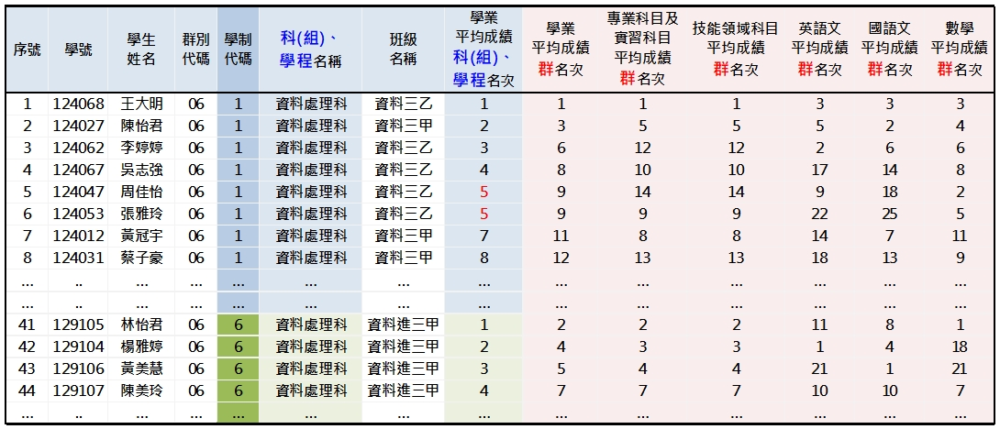 序號 學號 學生姓名 群別代碼 學制代碼 科(組)、學程名稱 班級名稱 學業平均成績科(組)、學程名次 學業平均成績群名次 專業科目及實習科目平均成績群名次 技能領域科目平均成績群名次 英語文平均成績群名次 國語文平均成績群名次 數學平均成績群名次
1 124068 王大明 06 1 資料處理科 資料三乙 1 1 1 1 3 3 3
2 124027 陳怡君 06 1 資料處理科 資料三甲 2 3 5 5 5 2 4
3 124062 李婷婷 06 1 資料處理科 資料三乙 3 6 12 12 2 6 6
4 124067 吳志強 06 1 資料處理科 資料三乙 4 8 10 10 17 14 8
5 124047 周佳怡 06 1 資料處理科 資料三乙 5 9 14 14 9 18 2
6 124053 張雅玲 06 1 資料處理科 資料三乙 5 9 9 9 22 25 5
7 124012 黃冠宇 06 1 資料處理科 資料三甲 7 11 8 8 14 7 11
8 124031 蔡子豪 06 1 資料處理科 資料三甲 8 12 13 13 18 13 9
... .. ... ... ... ... ... ... ... ... ... ... ... ...
... .. ... ... ... ... ... ... ... ... ... ... ... ...
41 129105 林怡君 06 6 資料處理科 資料進三甲 1 2 2 2 11 8 1
42 129104 楊雅婷 06 6 資料處理科 資料進三甲 2 4 3 3 1 4 18
43 129106 黃美慧 06 6 資料處理科 資料進三甲 3 5 4 4 21 1 21
44 129107 陳美玲 06 6 資料處理科 資料進三甲 4 7 7 7 10 10 7
... .. ... ... ... ... ... ... ... ... ... ... ... ...